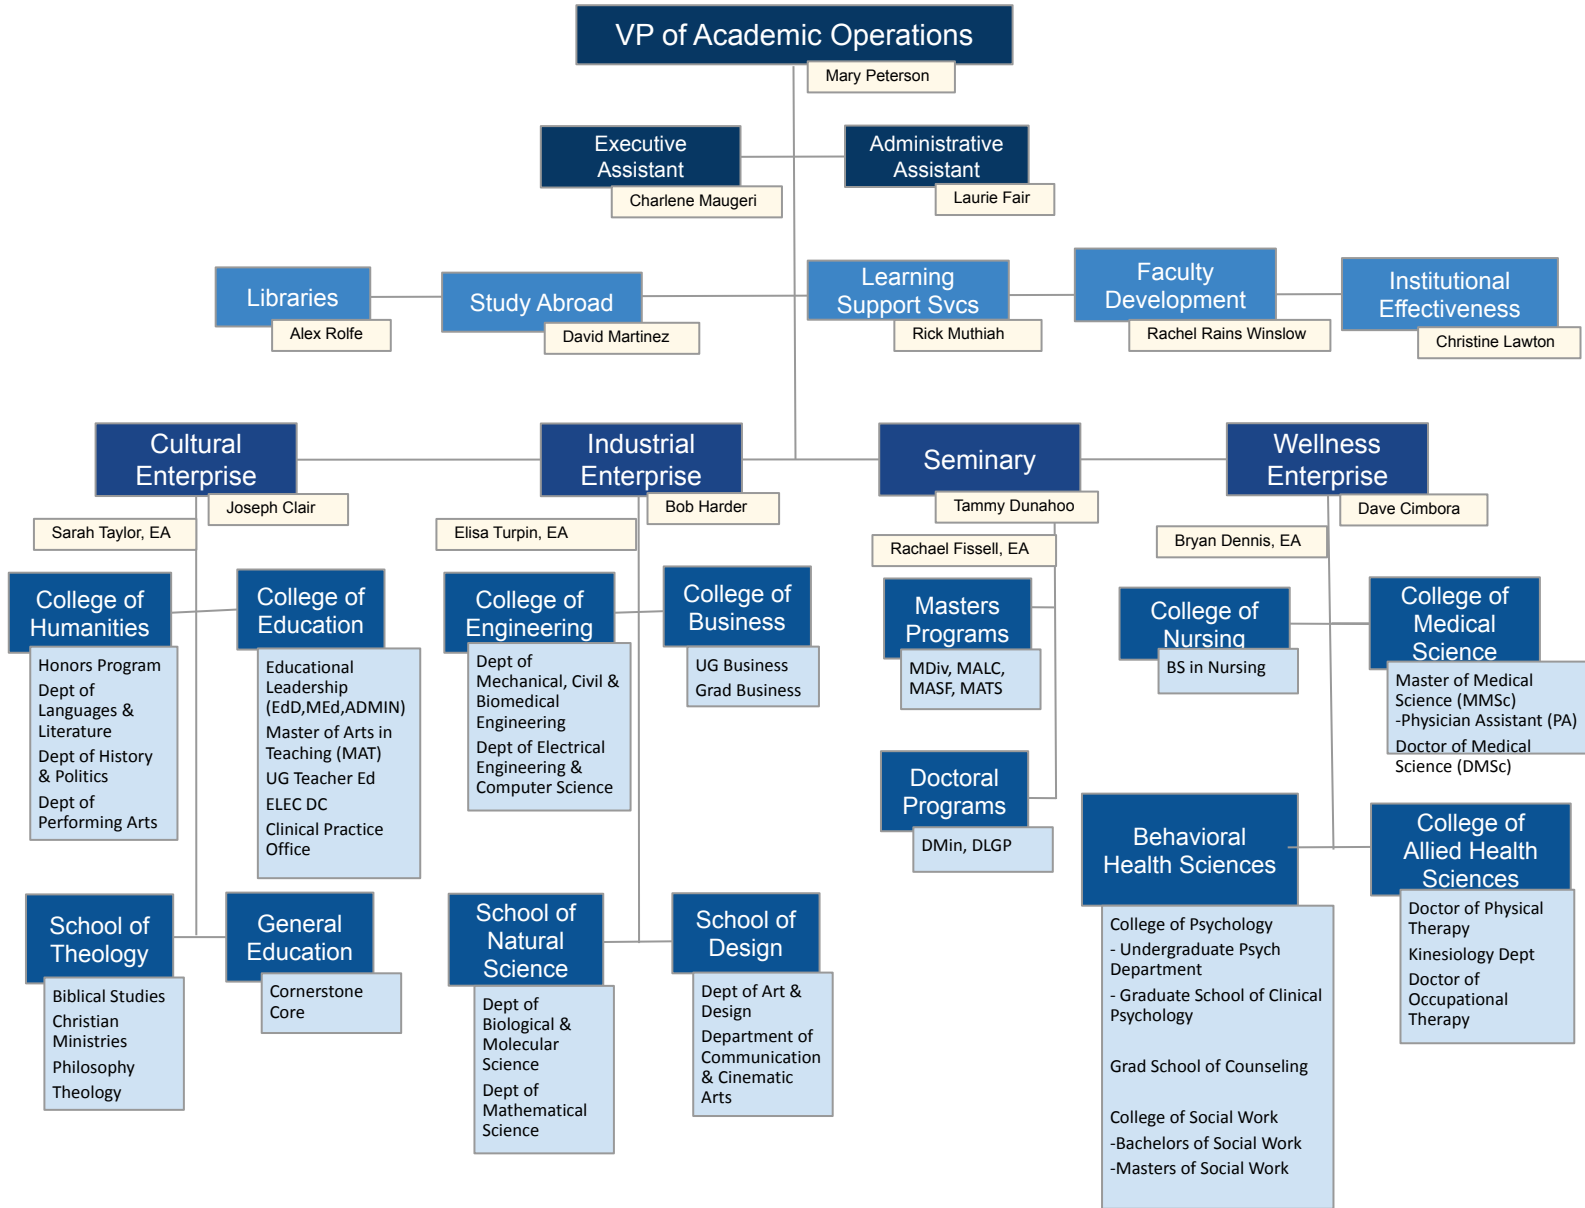 VP of Academic Operations
Mary Peterson
Executive
Assistant
Charlene Maugeri
Administrative
Assistant
Laurie Fair
Libraries
Alex Rolfe
Study Abroad
David Martinez
Learning
Support Svcs
Rick Muthiah
Faculty
Development
Rachel Rains Winslow
Institutional
Effectiveness
Christine Lawton
Cultural
Enterprise
Joseph Clair
Sarah Taylor, EA
Industrial
Enterprise
Bob Harder
Elisa Turpin, EA
Seminary
Tammy Dunahoo
Rachael Fissell, EA
Wellness
Enterprise
Dave Cimbora
Bryan Dennis, EA
College of
Humanities
Honors Program
Dept of
Languages &
Literature
Dept of History
& Politics
Dept of
Performing Arts
College of
Education
Educational
Leadership
(EdD,MEd,ADMIN)
Master of Arts in
Teaching (MAT)
UG Teacher Ed
ELEC DC
Clinical Practice
Office
College of
Engineering
Dept of
Mechanical, Civil &
Biomedical
Engineering
Dept of Electrical
Engineering &
Computer Science
College of
Business
UG Business
Grad Business
Masters
Programs
MDiv, MALC,
MASF, MATS
Doctoral
Programs
DMin, DLGP
College of
Nursing
BS in Nursing
College of
Medical
Science
Master of Medical
Science (MMSc)
-Physician Assistant (PA)
Doctor of Medical
Science (DMSc)
School of
Theology
Biblical Studies
Christian
Ministries
Philosophy
Theology
General
Education
Cornerstone
Core
School of
Natural
Science
Dept of
Biological &
Molecular
Science
Dept of
Mathematical
Science
School of
Design
Dept of Art &
Design
Department of
Communication
& Cinematic
Arts
Behavioral
Health Sciences
College of Psychology
- Undergraduate Psych
Department
- Graduate School of Clinical
Psychology
Grad School of Counseling
College of Social Work
-Bachelors of Social Work
-Masters of Social Work
College of
Allied Health
Sciences
Doctor of Physical
Therapy
Kinesiology Dept
Doctor of
Occupational
Therapy